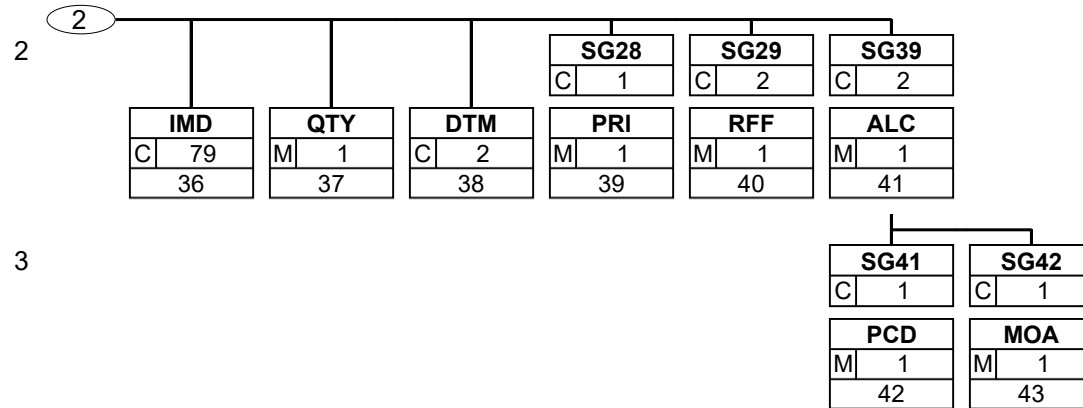 2
2 SG28 SG29 SG39
C 1 C 2 C 2
IMD QTY DTM PRI RFF ALC
C 79 M 1 C 2 M 1 M 1 M 1
36 37 38 39 40 41
3 SG41 SG42
C 1 C 1
PCD MOA
M 1 M 1
42 43